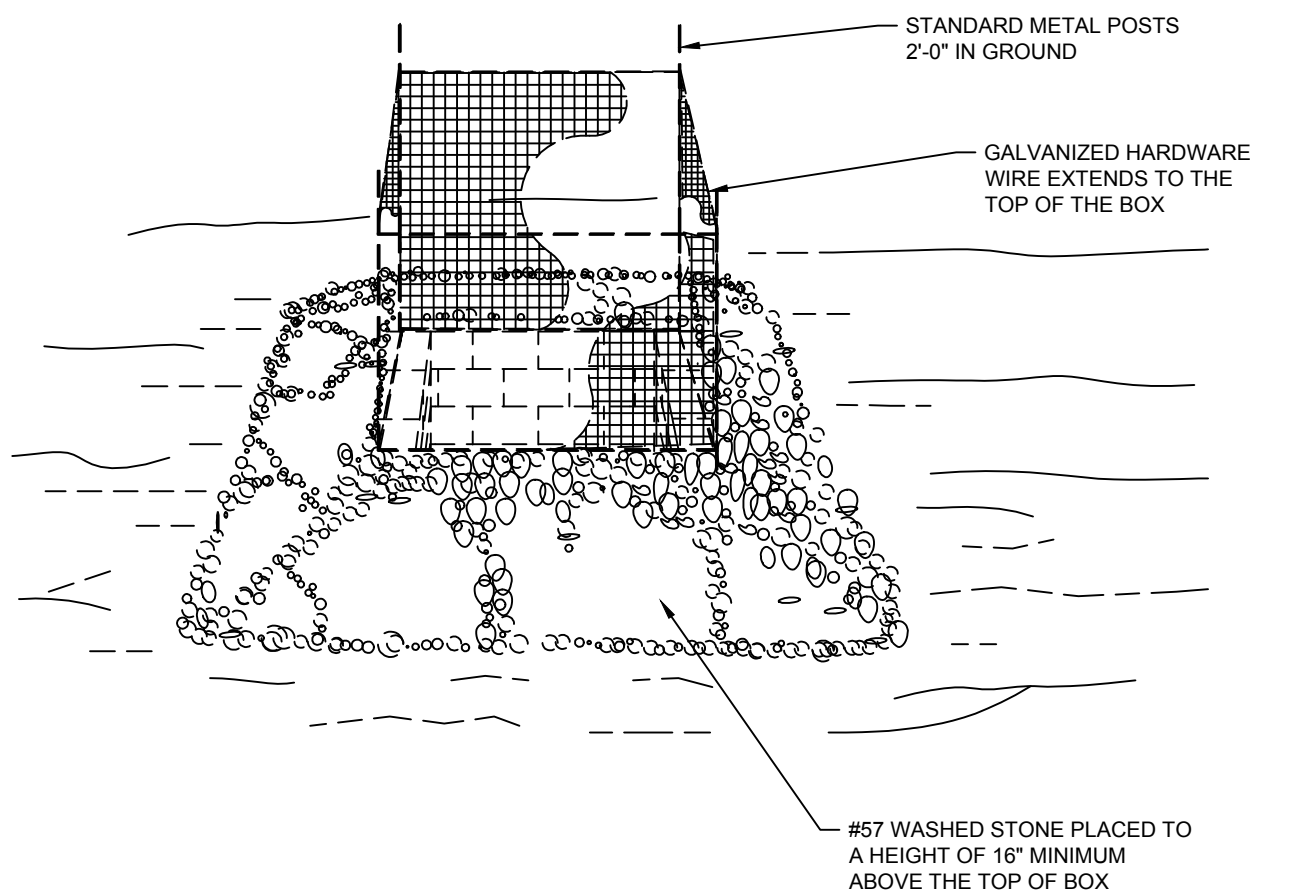 STANDARD METAL POSTS
2'-0" IN GROUND
GALVANIZED HARDWARE
WIRE EXTENDS TO THE
TOP OF THE BOX
#57 WASHED STONE PLACED TO
A HEIGHT OF 16" MINIMUM
ABOVE THE TOP OF BOX